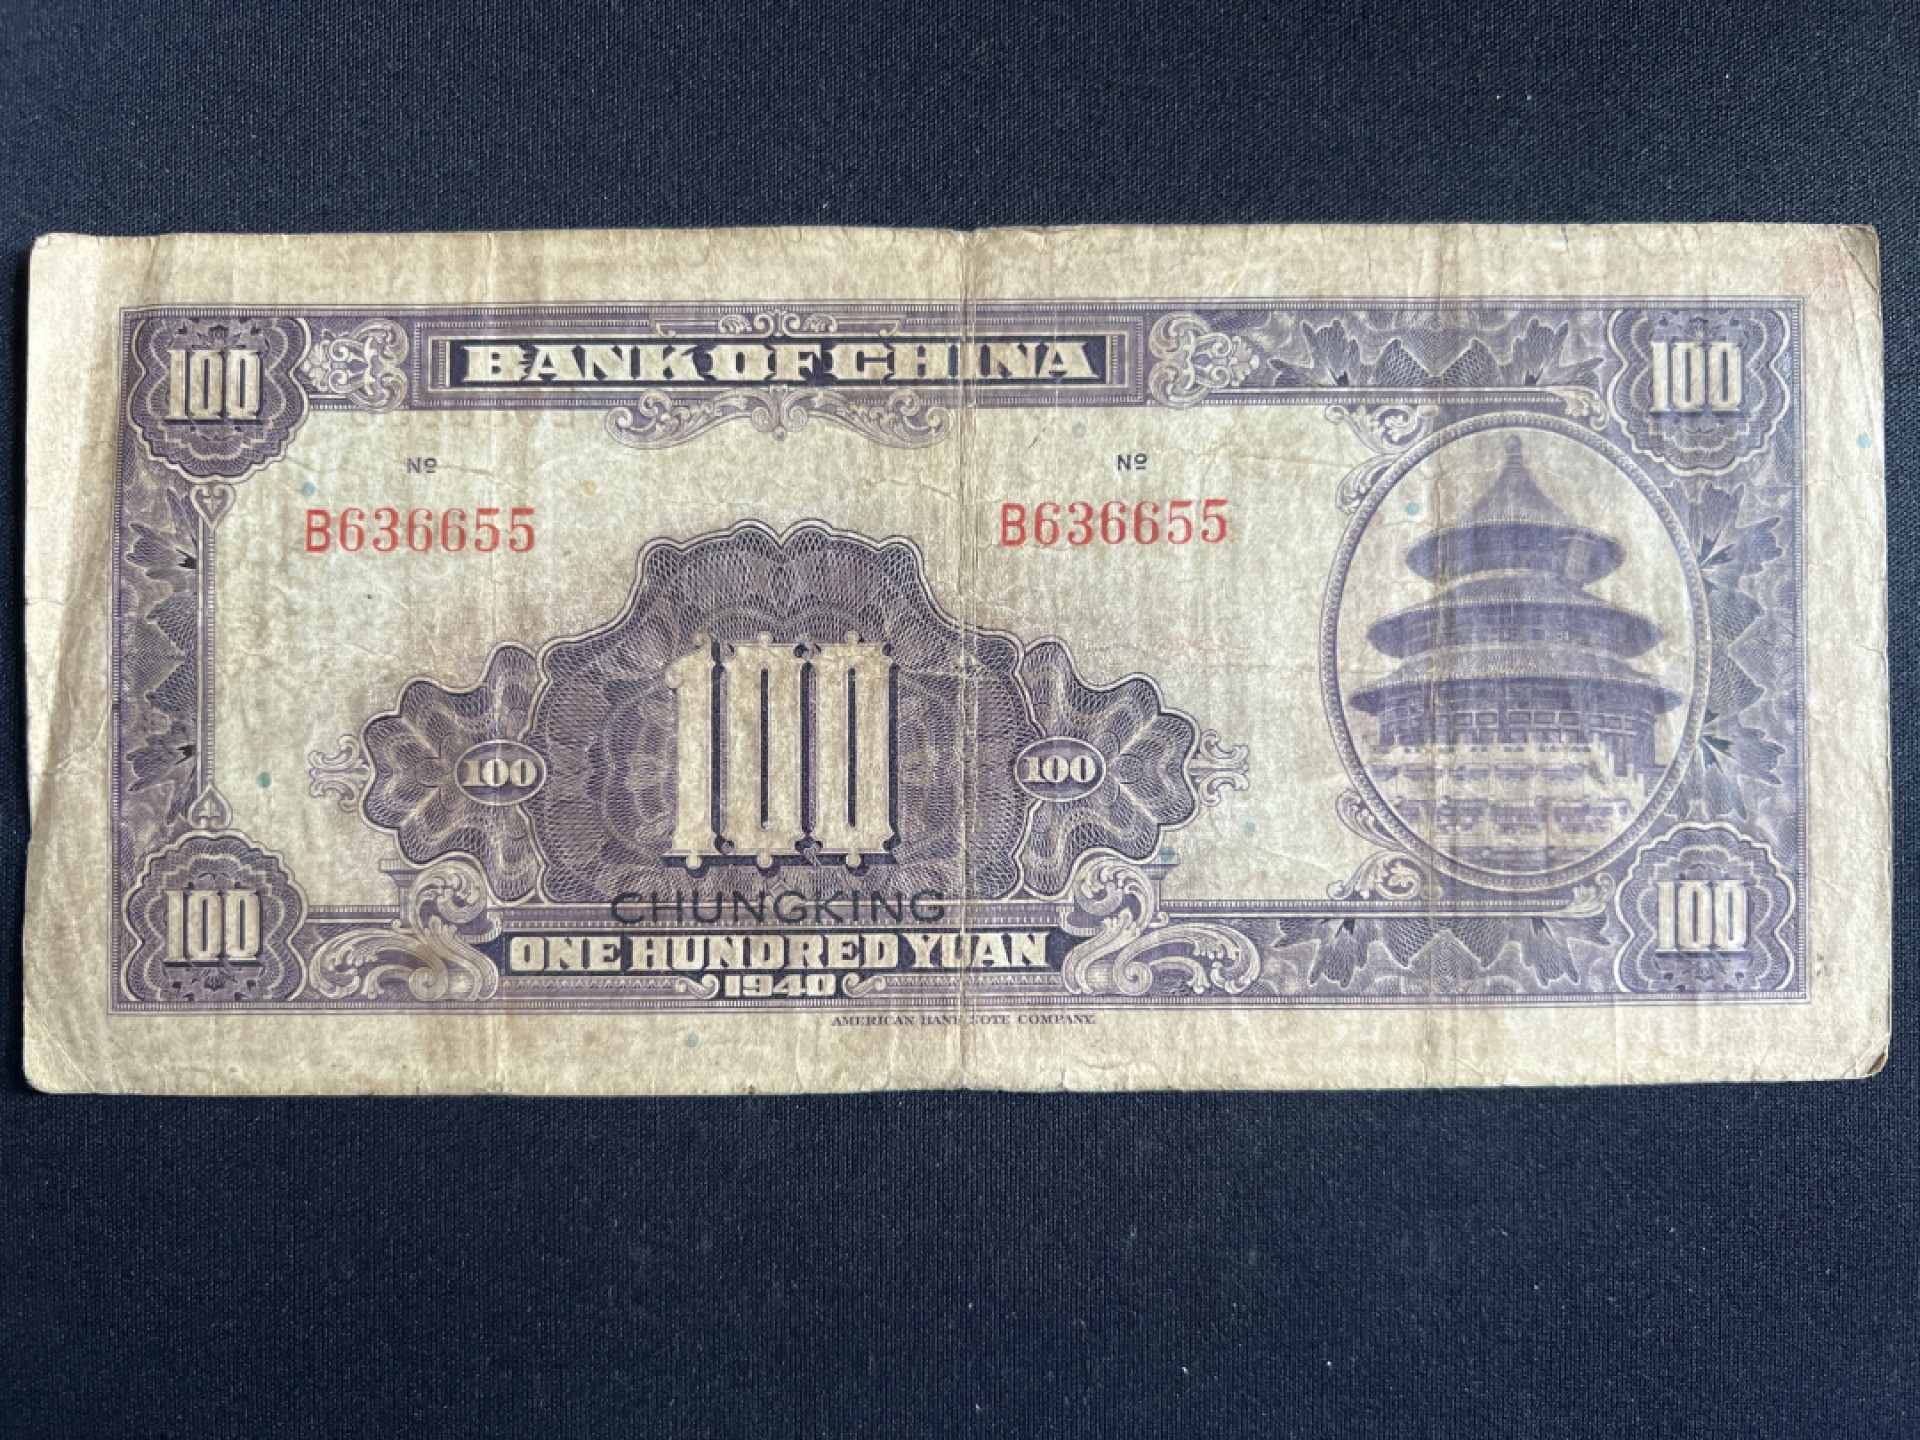 100 BANK OF CHINA 100
Nº Nº
B636655 B636655
100
100 100
CHUNGKING
100 ONE HUNDRED YUAN 100
1940
AMERICAN BANK NOTE COMPANY.